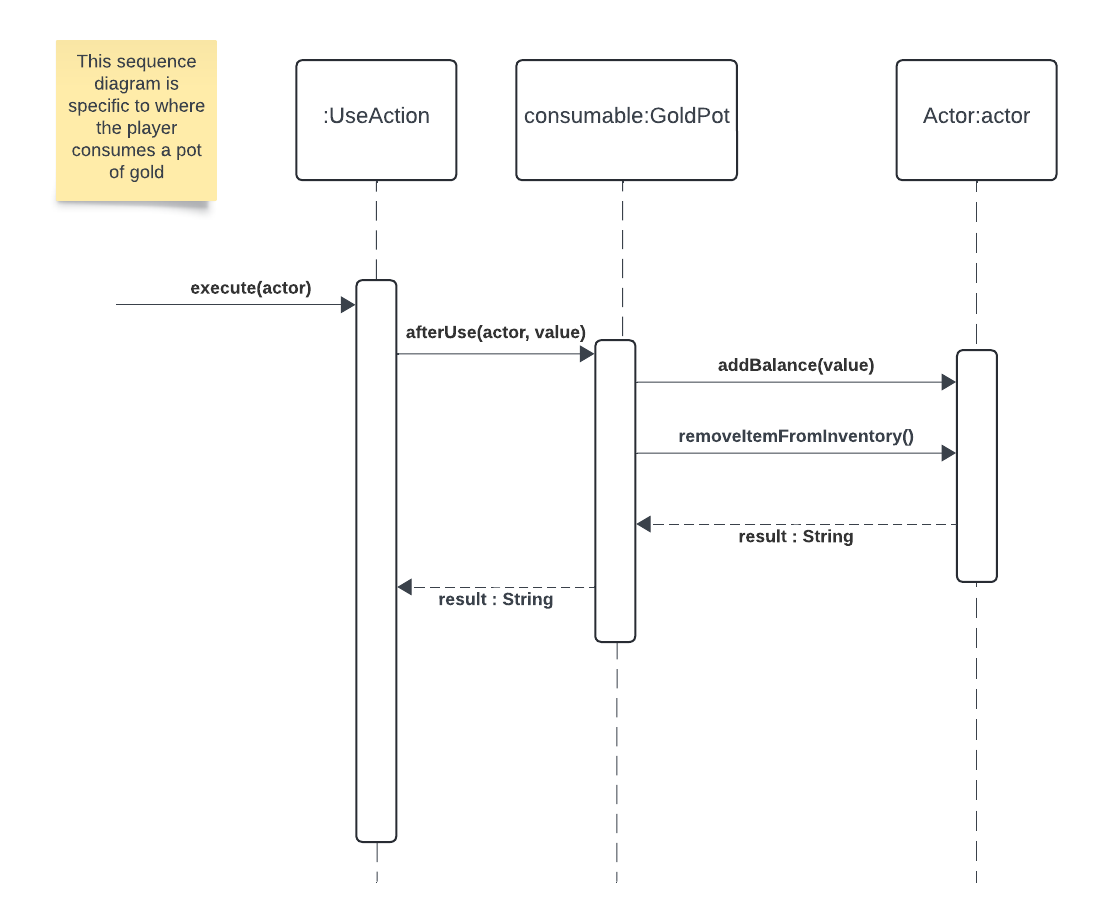 This sequence
diagram is
specific to where
the player
consumes a pot
of gold
:UseAction
consumable:GoldPot
Actor:actor
execute(actor)
afterUse(actor, value)
addBalance(value)
removeItemFromInventory()
result : String
result : String